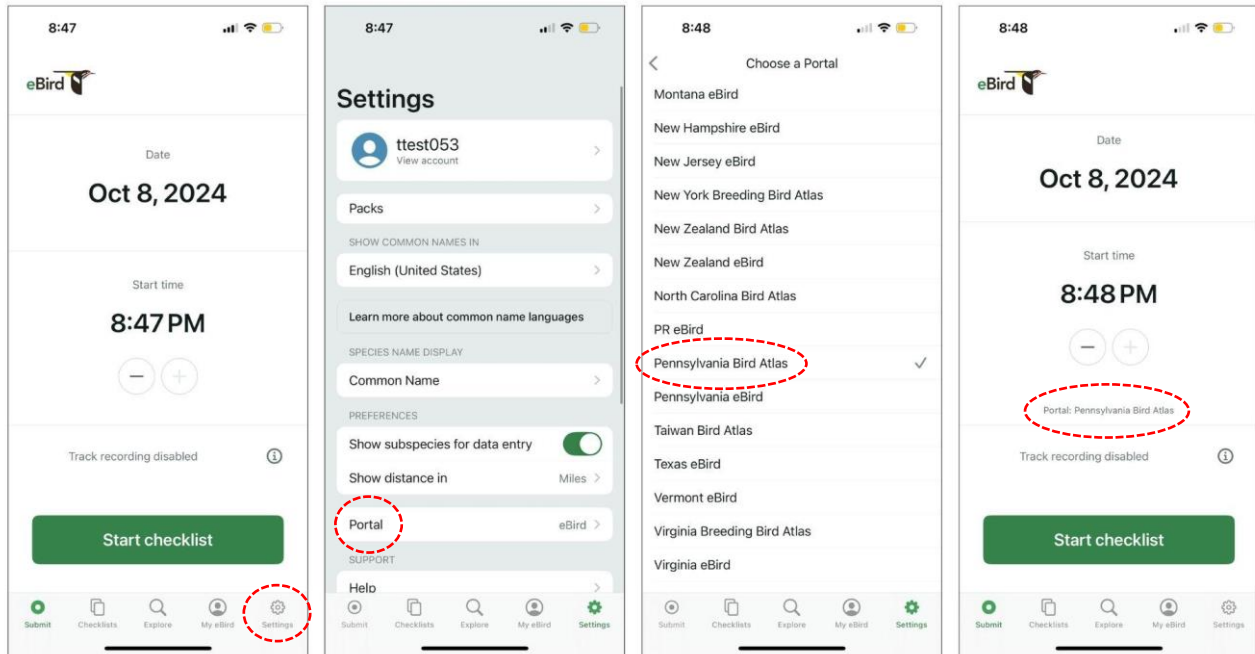 8:47
eBird
Date
Oct 8, 2024
Start time
8:47 PM
Track recording disabled
Start checklist
Submit
Checklists
Explore
My eBird
Settings
8:47
Settings
ttest053
View account
Packs
SHOW COMMON NAMES IN
English (United States)
Learn more about common name languages
SPECIES NAME DISPLAY
Common Name
PREFERENCES
Show subspecies for data entry
Show distance in Miles
Portal eBird
SUPPORT
Help
Submit
Checklists
Explore
My eBird
Settings
8:48
Choose a Portal
Montana eBird
New Hampshire eBird
New Jersey eBird
New York Breeding Bird Atlas
New Zealand Bird Atlas
New Zealand eBird
North Carolina Bird Atlas
PR eBird
Pennsylvania Bird Atlas
Pennsylvania eBird
Taiwan Bird Atlas
Texas eBird
Vermont eBird
Virginia Breeding Bird Atlas
Virginia eBird
Submit
Checklists
Explore
My eBird
Settings
8:48
eBird
Date
Oct 8, 2024
Start time
8:48 PM
Portal: Pennsylvania Bird Atlas
Track recording disabled
Start checklist
Submit
Checklists
Explore
My eBird
Settings